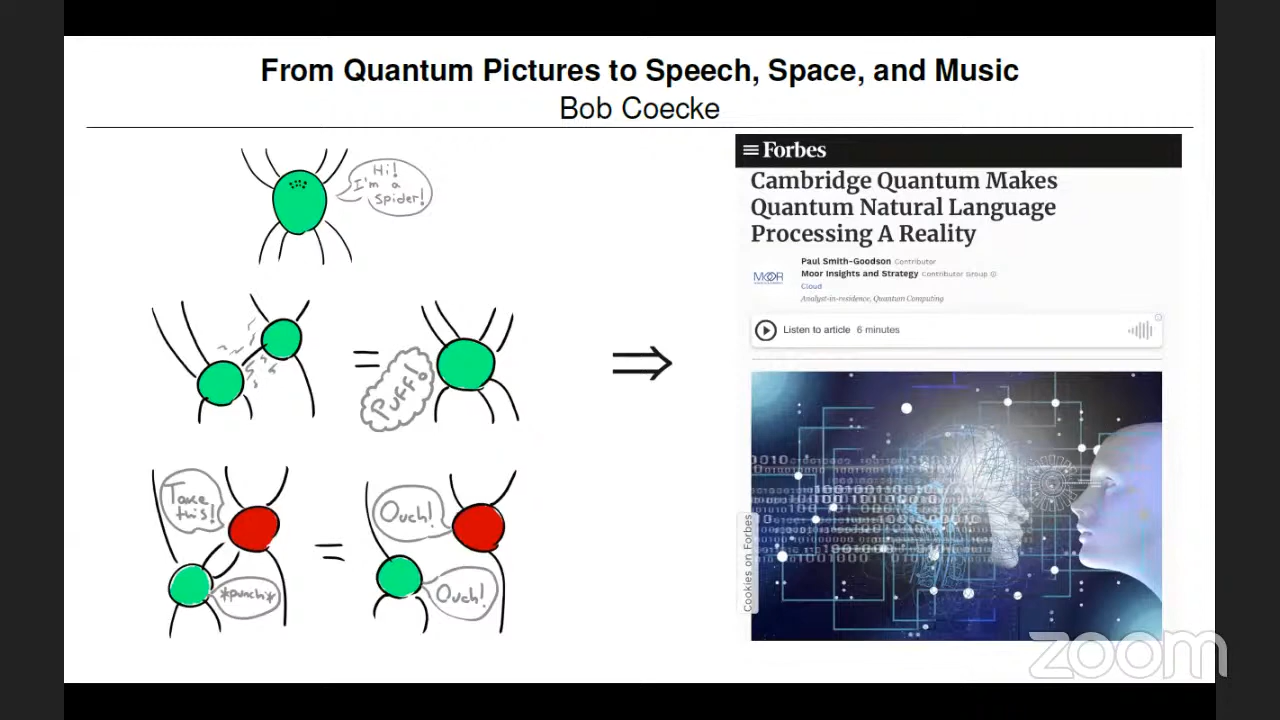 From Quantum Pictures to Speech, Space, and Music
Bob Coecke
Hi!
I'm a
Spider!
=
Puff!
⇒
Take
this!
*punch*
=
Ouch!
Ouch!
Forbes
Cambridge Quantum Makes
Quantum Natural Language
Processing A Reality
MOOR
Paul Smith-Goodson Contributor
Moor Insights and Strategy Contributor Group
Cloud
Analyst-in-residence, Quantum Computing
Listen to article 6 minutes
Cookies on Forbes
zoom